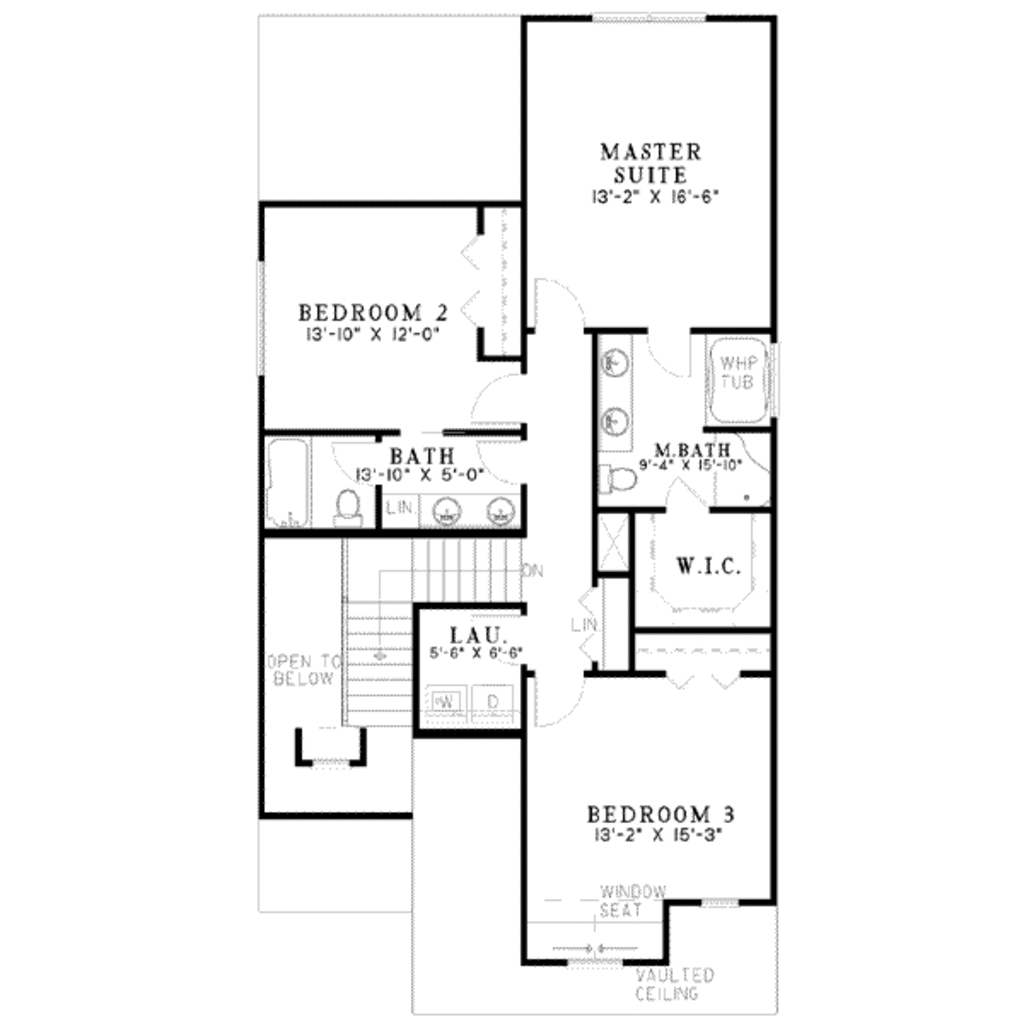 MASTER
SUITE
13'-2" X 16'-6"
BEDROOM 2
13'-10" X 12'-0"
WHP
TUB
BATH
13'-10" X 5'-0"
M.BATH
9'-4" X 15'-10"
LIN.
W.I.C.
DN
LIN.
LAU.
5'-6" X 6'-6"
OPEN TO
BELOW
W
D
BEDROOM 3
13'-2" X 15'-3"
WINDOW
SEAT
VAULTED
CEILING